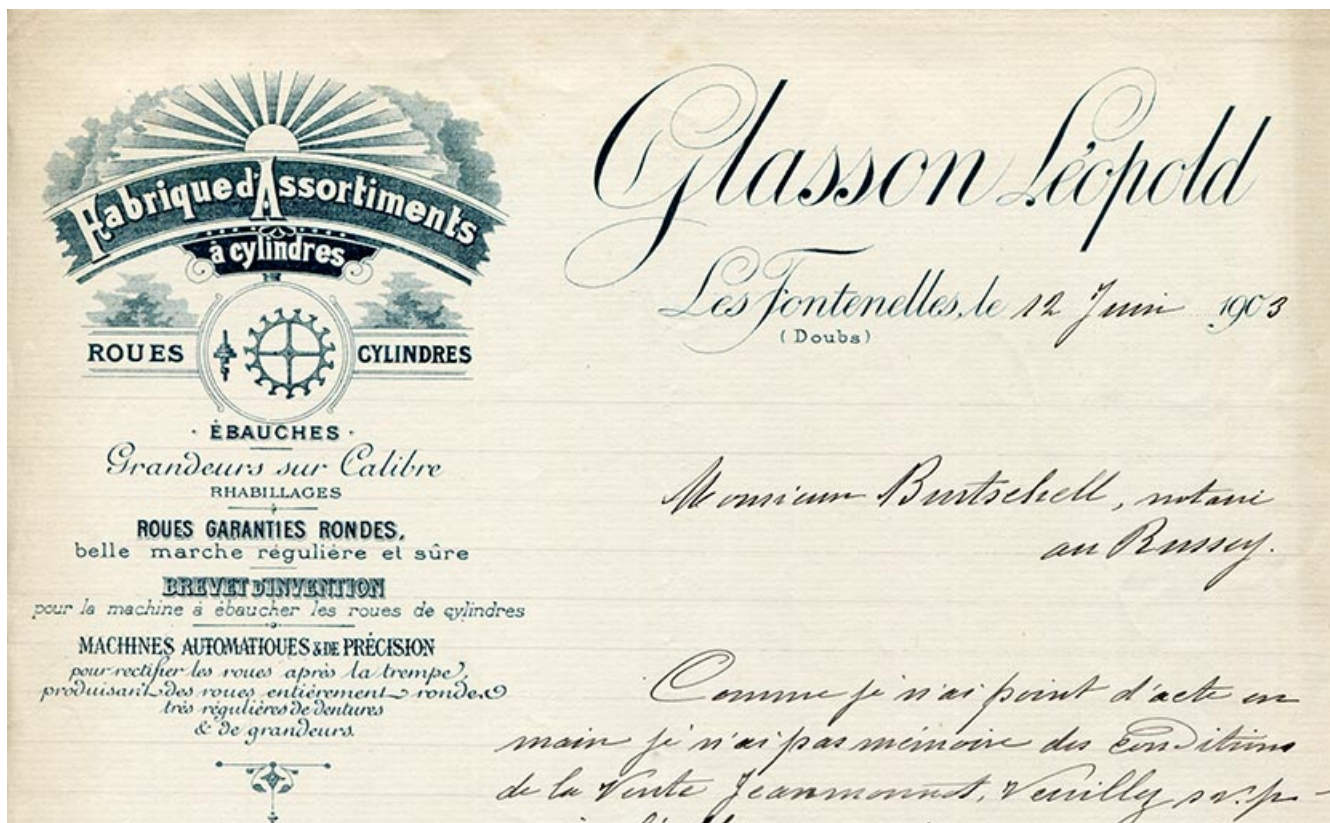 Fabrique d'Assortiments
à cylindres
ROUES CYLINDRES
· ÉBAUCHES ·
Grandeurs sur Calibre
RHABILLAGES
ROUES GARANTIES RONDES,
belle marche régulière et sûre
BREVET D'INVENTION
pour la machine à ébaucher les roues de cylindres
MACHINES AUTOMATIQUES & DE PRÉCISION
pour rectifier les roues après la trempe,
produisant des roues entièrement rondes
très régulières de dentures
& de grandeurs.
Glasson Léopold
Les Fontenelles, le 12 Juin 1903
(Doubs)
Monsieur Burtschell, notaire
au Russey.
Comme je n'ai point d'acte en
main je n'ai pas mémoire des Conditions
de la Vente Jeanmonnot, Veuillez s.v.p.